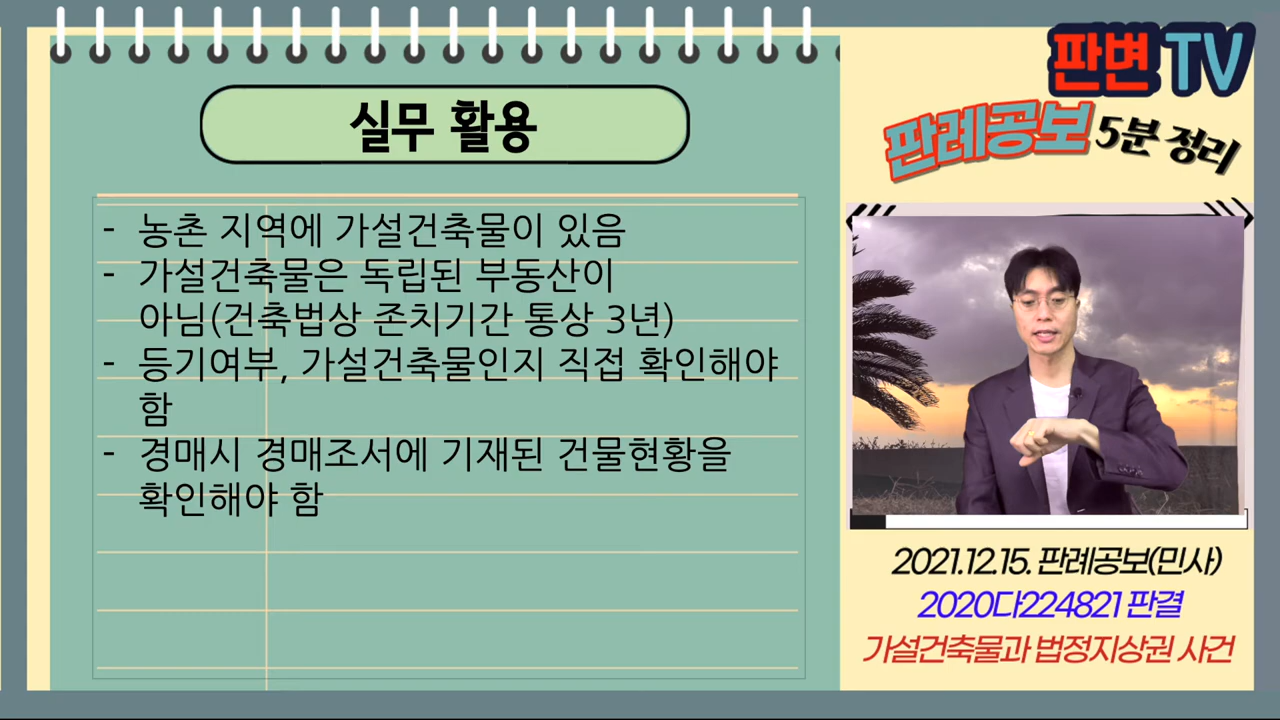 판변 TV
판례공보 5분 정리
실무 활용
- 농촌 지역에 가설건축물이 있음
- 가설건축물은 독립된 부동산이
아님(건축법상 존치기간 통상 3년)
- 등기여부, 가설건축물인지 직접 확인해야
함
- 경매시 경매조서에 기재된 건물현황을
확인해야 함
2021.12.15. 판례공보(민사)
2020다224821 판결
가설건축물과 법정지상권 사건